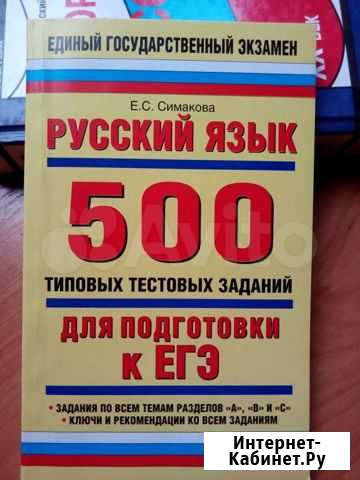 ЕДИНЫЙ ГОСУДАРСТВЕННЫЙ ЭКЗАМЕН
Е.С. Симакова
РУССКИЙ ЯЗЫК
500
ТИПОВЫХ ТЕСТОВЫХ ЗАДАНИЙ
ДЛЯ ПОДГОТОВКИ
К ЕГЭ
• ЗАДАНИЯ ПО ВСЕМ ТЕМАМ РАЗДЕЛОВ «А», «В» И «С»
• КЛЮЧИ И РЕКОМЕНДАЦИИ КО ВСЕМ ЗАДАНИЯМ
Avito
Интернет-
Кабинет.Ру